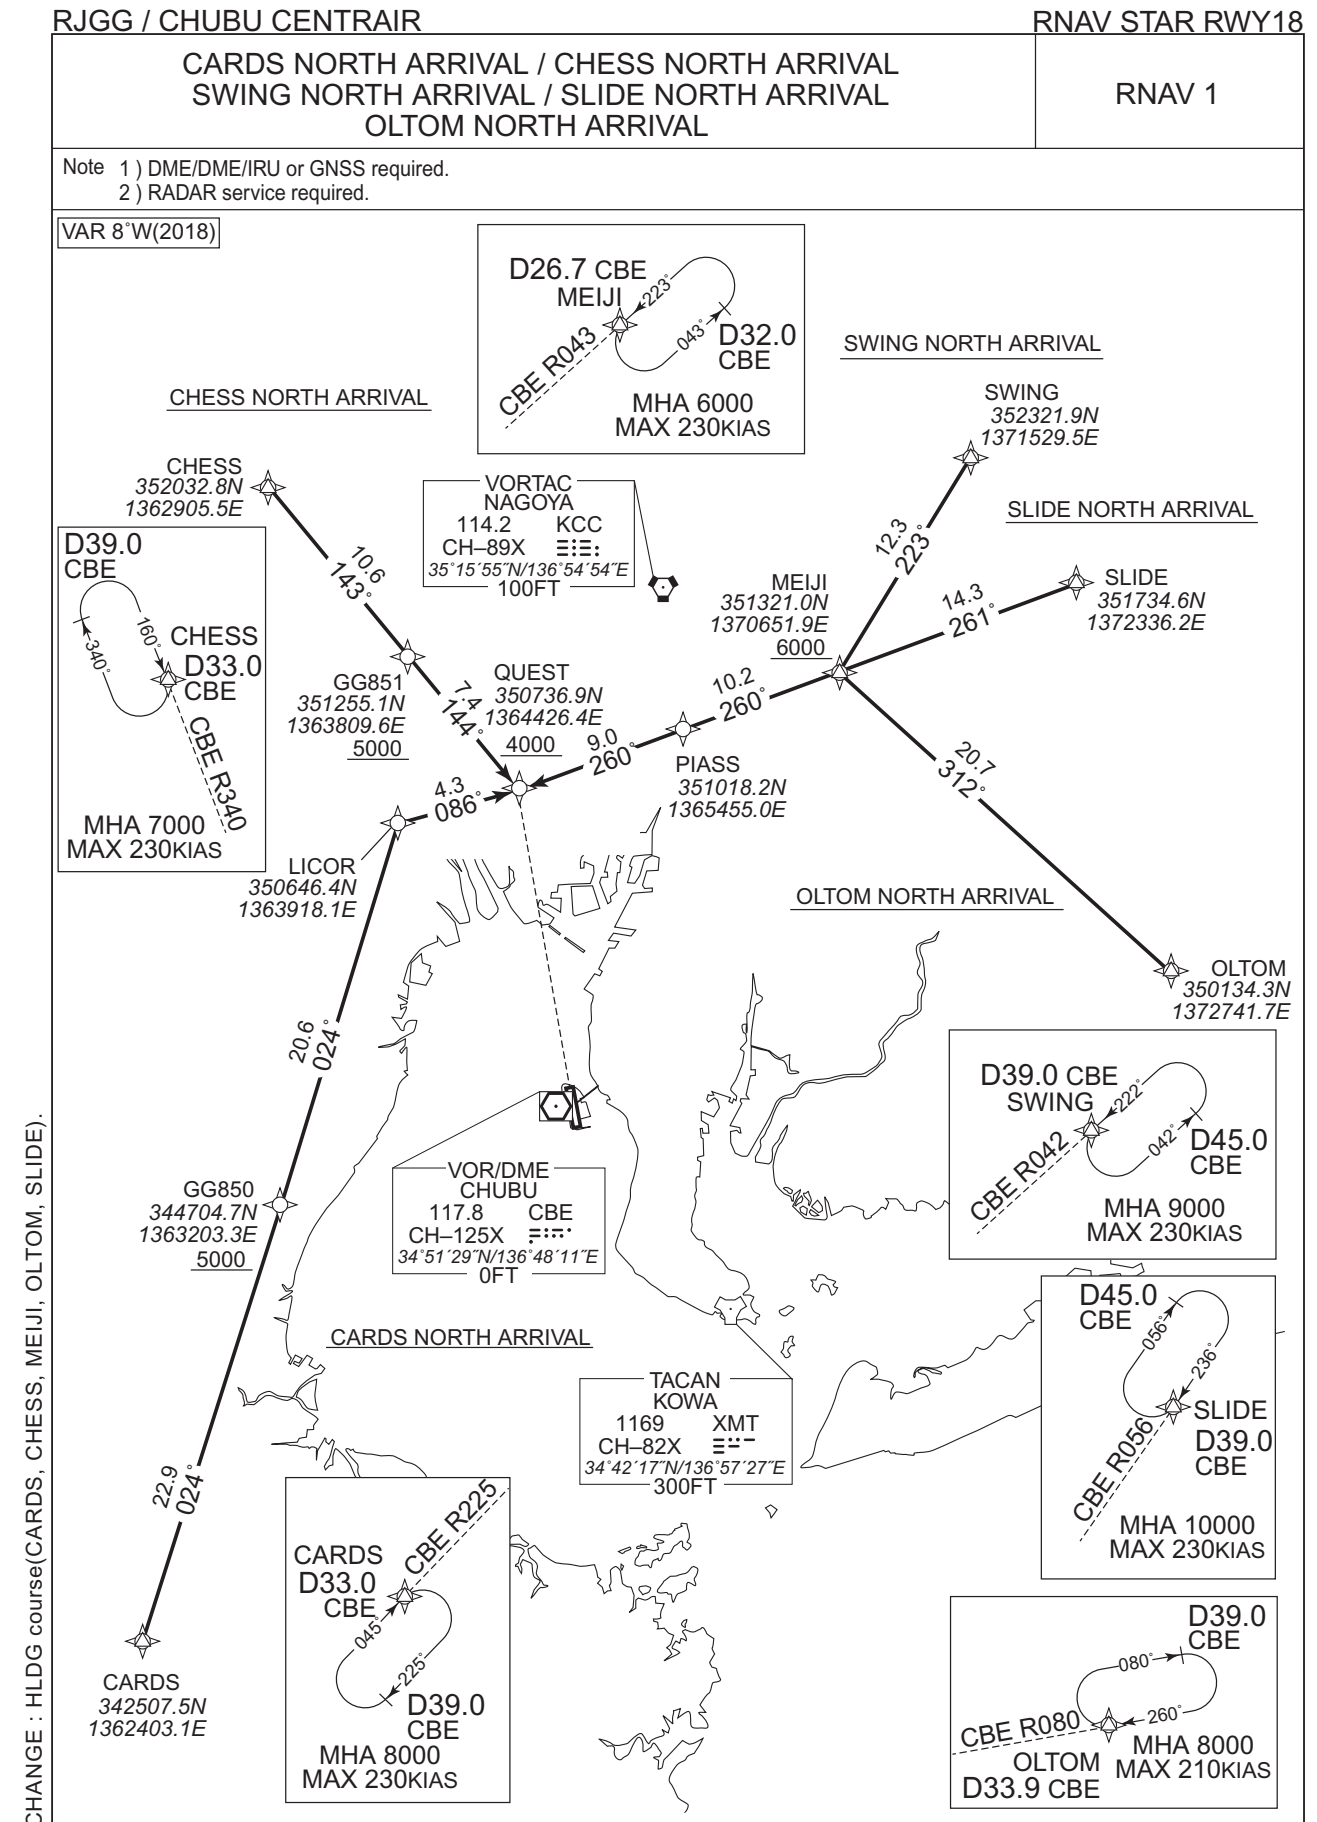 RJGG / CHUBU CENTRAIR
RNAV STAR RWY18
CARDS NORTH ARRIVAL / CHESS NORTH ARRIVAL
SWING NORTH ARRIVAL / SLIDE NORTH ARRIVAL
OLTOM NORTH ARRIVAL
RNAV 1
Note 1 ) DME/DME/IRU or GNSS required.
2 ) RADAR service required.
VAR 8˚W(2018)
D26.7 CBE
MEIJI
223˚
043˚
D32.0
CBE
CBE R043
MHA 6000
MAX 230KIAS
SWING NORTH ARRIVAL
SWING
352321.9N
1371529.5E
CHESS NORTH ARRIVAL
CHESS
352032.8N
1362905.5E
VORTAC
NAGOYA
114.2 KCC
CH–89X
35˚15´55˝N/136˚54´54˝E
100FT
SLIDE NORTH ARRIVAL
SLIDE
351734.6N
1372336.2E
12.3
223˚
14.3
261˚
MEIJI
351321.0N
1370651.9E
6000
10.6
143˚
D39.0
CBE
160˚
340˚
CHESS
D33.0
CBE
CBE R340
MHA 7000
MAX 230KIAS
GG851
351255.1N
1363809.6E
5000
7.4
144˚
QUEST
350736.9N
1364426.4E
4000
10.2
260˚
9.0
260˚
PIASS
351018.2N
1365455.0E
20.7
312˚
4.3
086˚
LICOR
350646.4N
1363918.1E
OLTOM NORTH ARRIVAL
OLTOM
350134.3N
1372741.7E
20.6
024˚
D39.0 CBE
SWING
222˚
042˚
D45.0
CBE
CBE R042
MHA 9000
MAX 230KIAS
VOR/DME
CHUBU
117.8 CBE
CH–125X
34˚51´29˝N/136˚48´11˝E
0FT
GG850
344704.7N
1363203.3E
5000
CARDS NORTH ARRIVAL
D45.0
CBE
056˚
236˚
SLIDE
D39.0
CBE
CBE R056
MHA 10000
MAX 230KIAS
TACAN
KOWA
1169 XMT
CH–82X
34˚42´17˝N/136˚57´27˝E
300FT
22.9
024˚
CBE R225
CARDS
D33.0
CBE
045˚
225˚
D39.0
CBE
MHA 8000
MAX 230KIAS
CARDS
342507.5N
1362403.1E
D39.0
CBE
080˚
260˚
CBE R080
OLTOM
D33.9 CBE
MHA 8000
MAX 210KIAS
CHANGE : HLDG course(CARDS, CHESS, MEIJI, OLTOM, SLIDE).